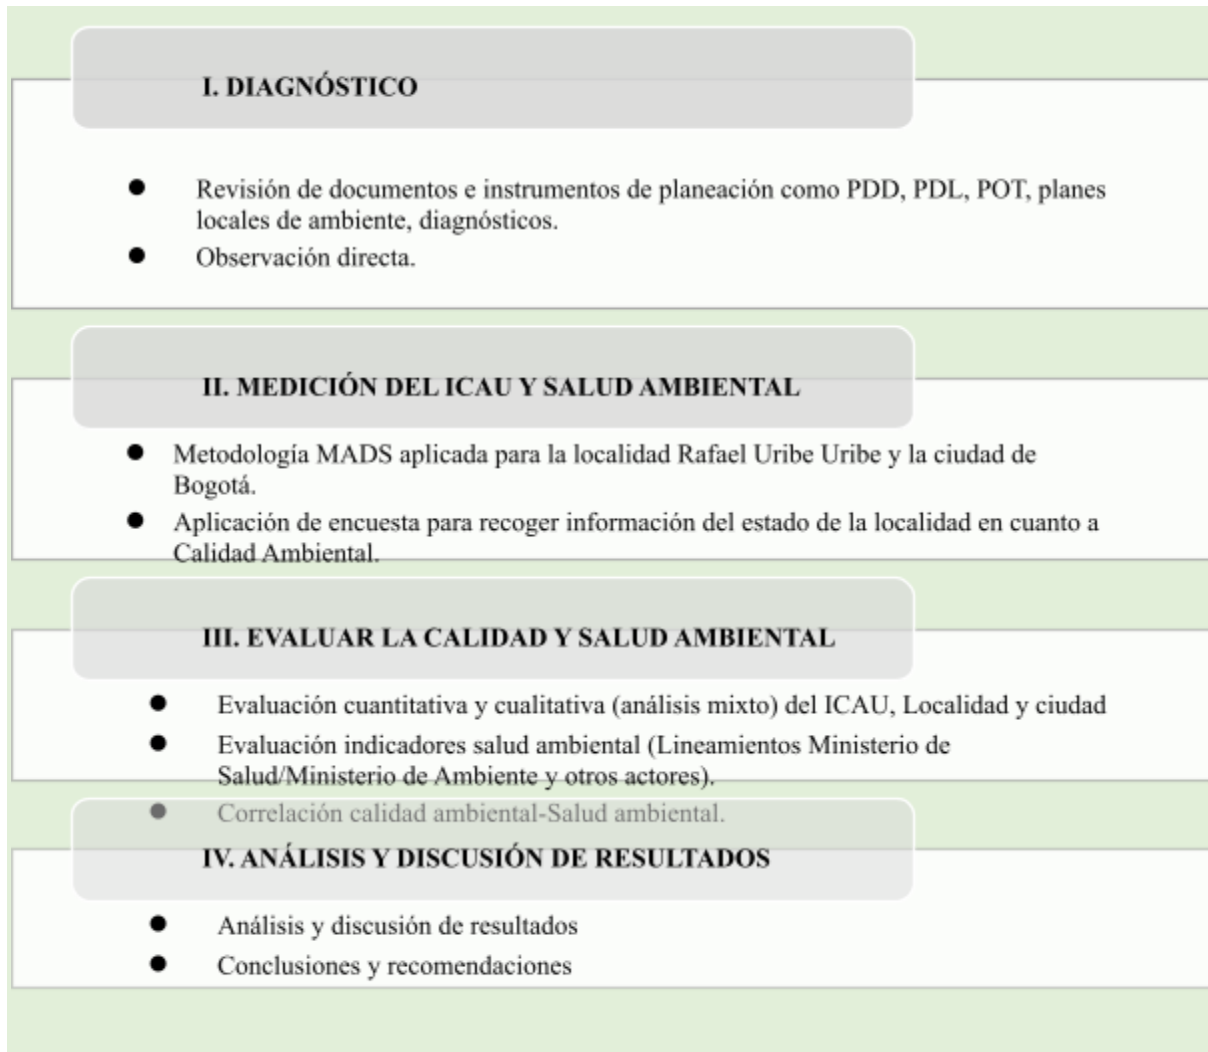 I. DIAGNÓSTICO
● Revisión de documentos e instrumentos de planeación como PDD, PDL, POT, planes
locales de ambiente, diagnósticos.
● Observación directa.
II. MEDICIÓN DEL ICAU Y SALUD AMBIENTAL
● Metodología MADS aplicada para la localidad Rafael Uribe Uribe y la ciudad de
Bogotá.
● Aplicación de encuesta para recoger información del estado de la localidad en cuanto a
Calidad Ambiental.
III. EVALUAR LA CALIDAD Y SALUD AMBIENTAL
● Evaluación cuantitativa y cualitativa (análisis mixto) del ICAU, Localidad y ciudad
● Evaluación indicadores salud ambiental (Lineamientos Ministerio de
Salud/Ministerio de Ambiente y otros actores).
● Correlación calidad ambiental-Salud ambiental.
IV. ANÁLISIS Y DISCUSIÓN DE RESULTADOS
● Análisis y discusión de resultados
● Conclusiones y recomendaciones